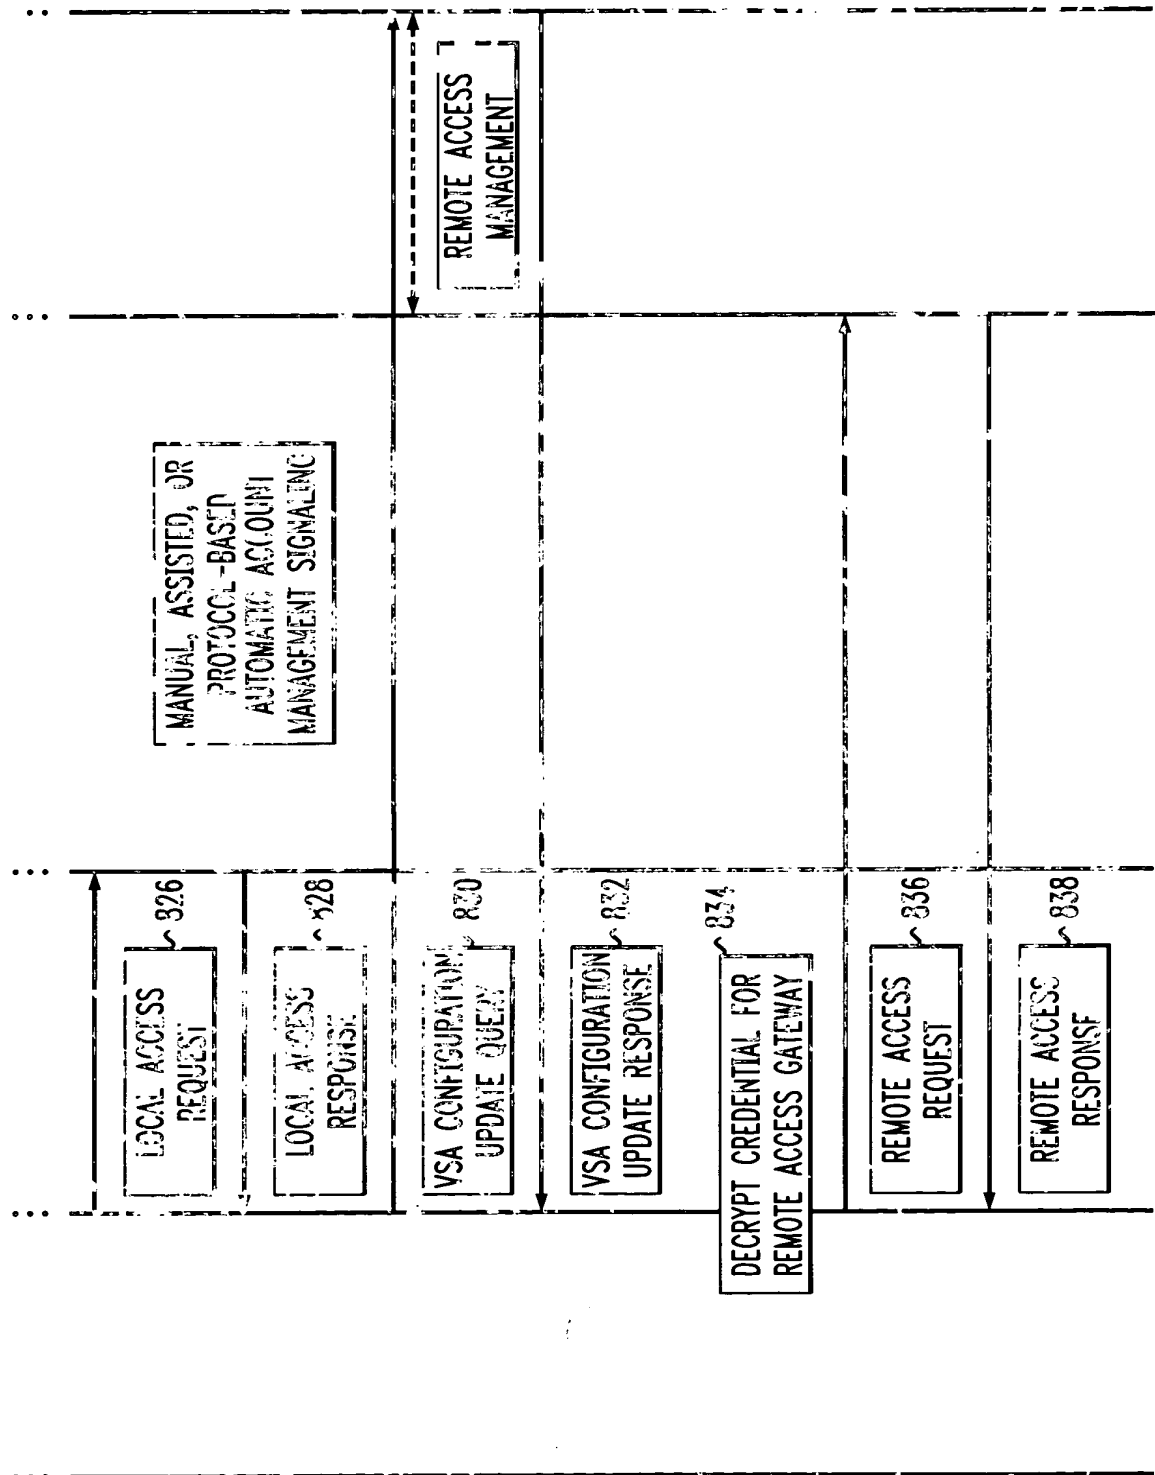 LOCAL ACCESS
REQUEST
826
LOCAL ACCESS
RESPONSE
828
MANUAL, ASSISTED, OR
PROTOCOL-BASED
AUTOMATIC ACCOUNT
MANAGEMENT SIGNALING
VSA CONFIGURATION
UPDATE QUERY
830
REMOTE ACCESS
MANAGEMENT
VSA CONFIGURATION
UPDATE RESPONSE
832
DECRYPT CREDENTIAL FOR
REMOTE ACCESS GATEWAY
834
REMOTE ACCESS
REQUEST
836
REMOTE ACCESS
RESPONSE
838